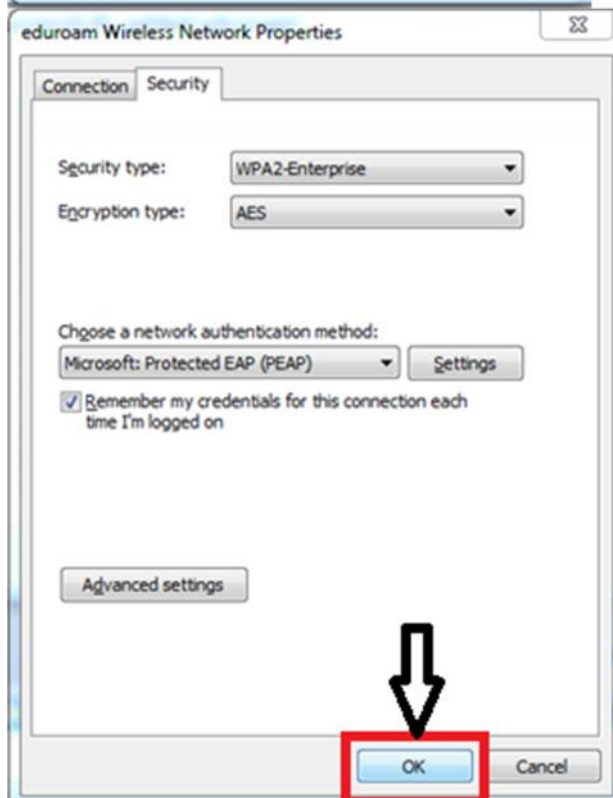 eduroam Wireless Network Properties
Connection Security
Security type: WPA2-Enterprise
Encryption type: AES
Choose a network authentication method:
Microsoft: Protected EAP (PEAP) Settings
Remember my credentials for this connection each
time I'm logged on
Advanced settings
OK Cancel